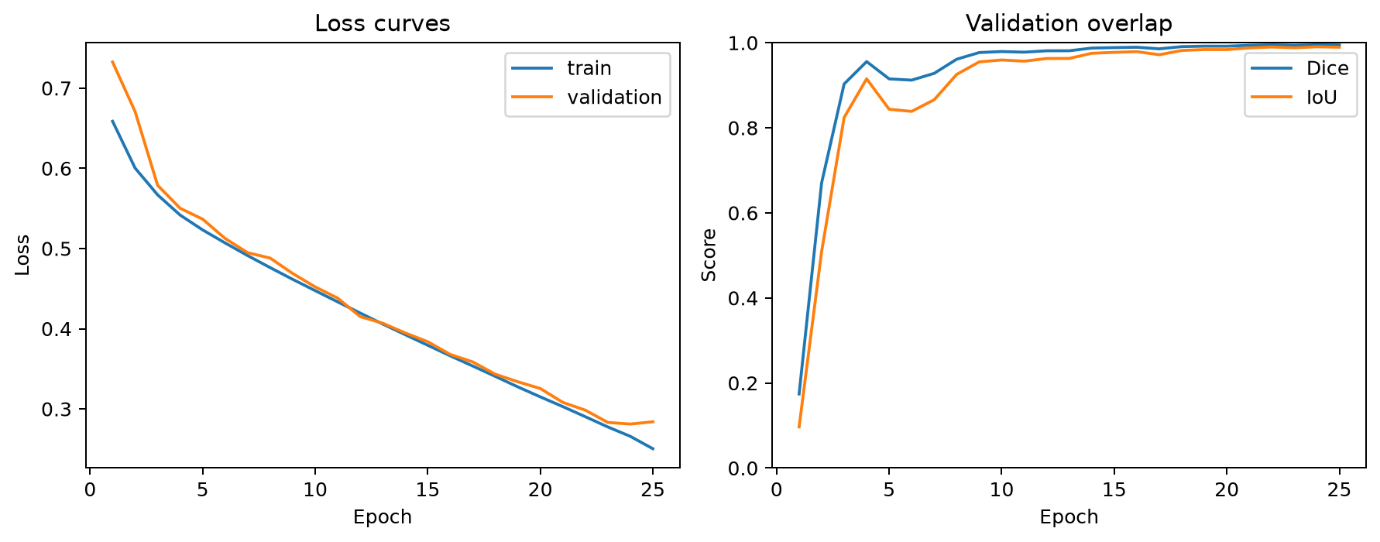 Loss curves
train
validation
0.7
0.6
0.5
0.4
0.3
Loss
0
5
10
15
20
25
Epoch
Validation overlap
Dice
IoU
1.0
0.8
0.6
0.4
0.2
0.0
Score
0
5
10
15
20
25
Epoch